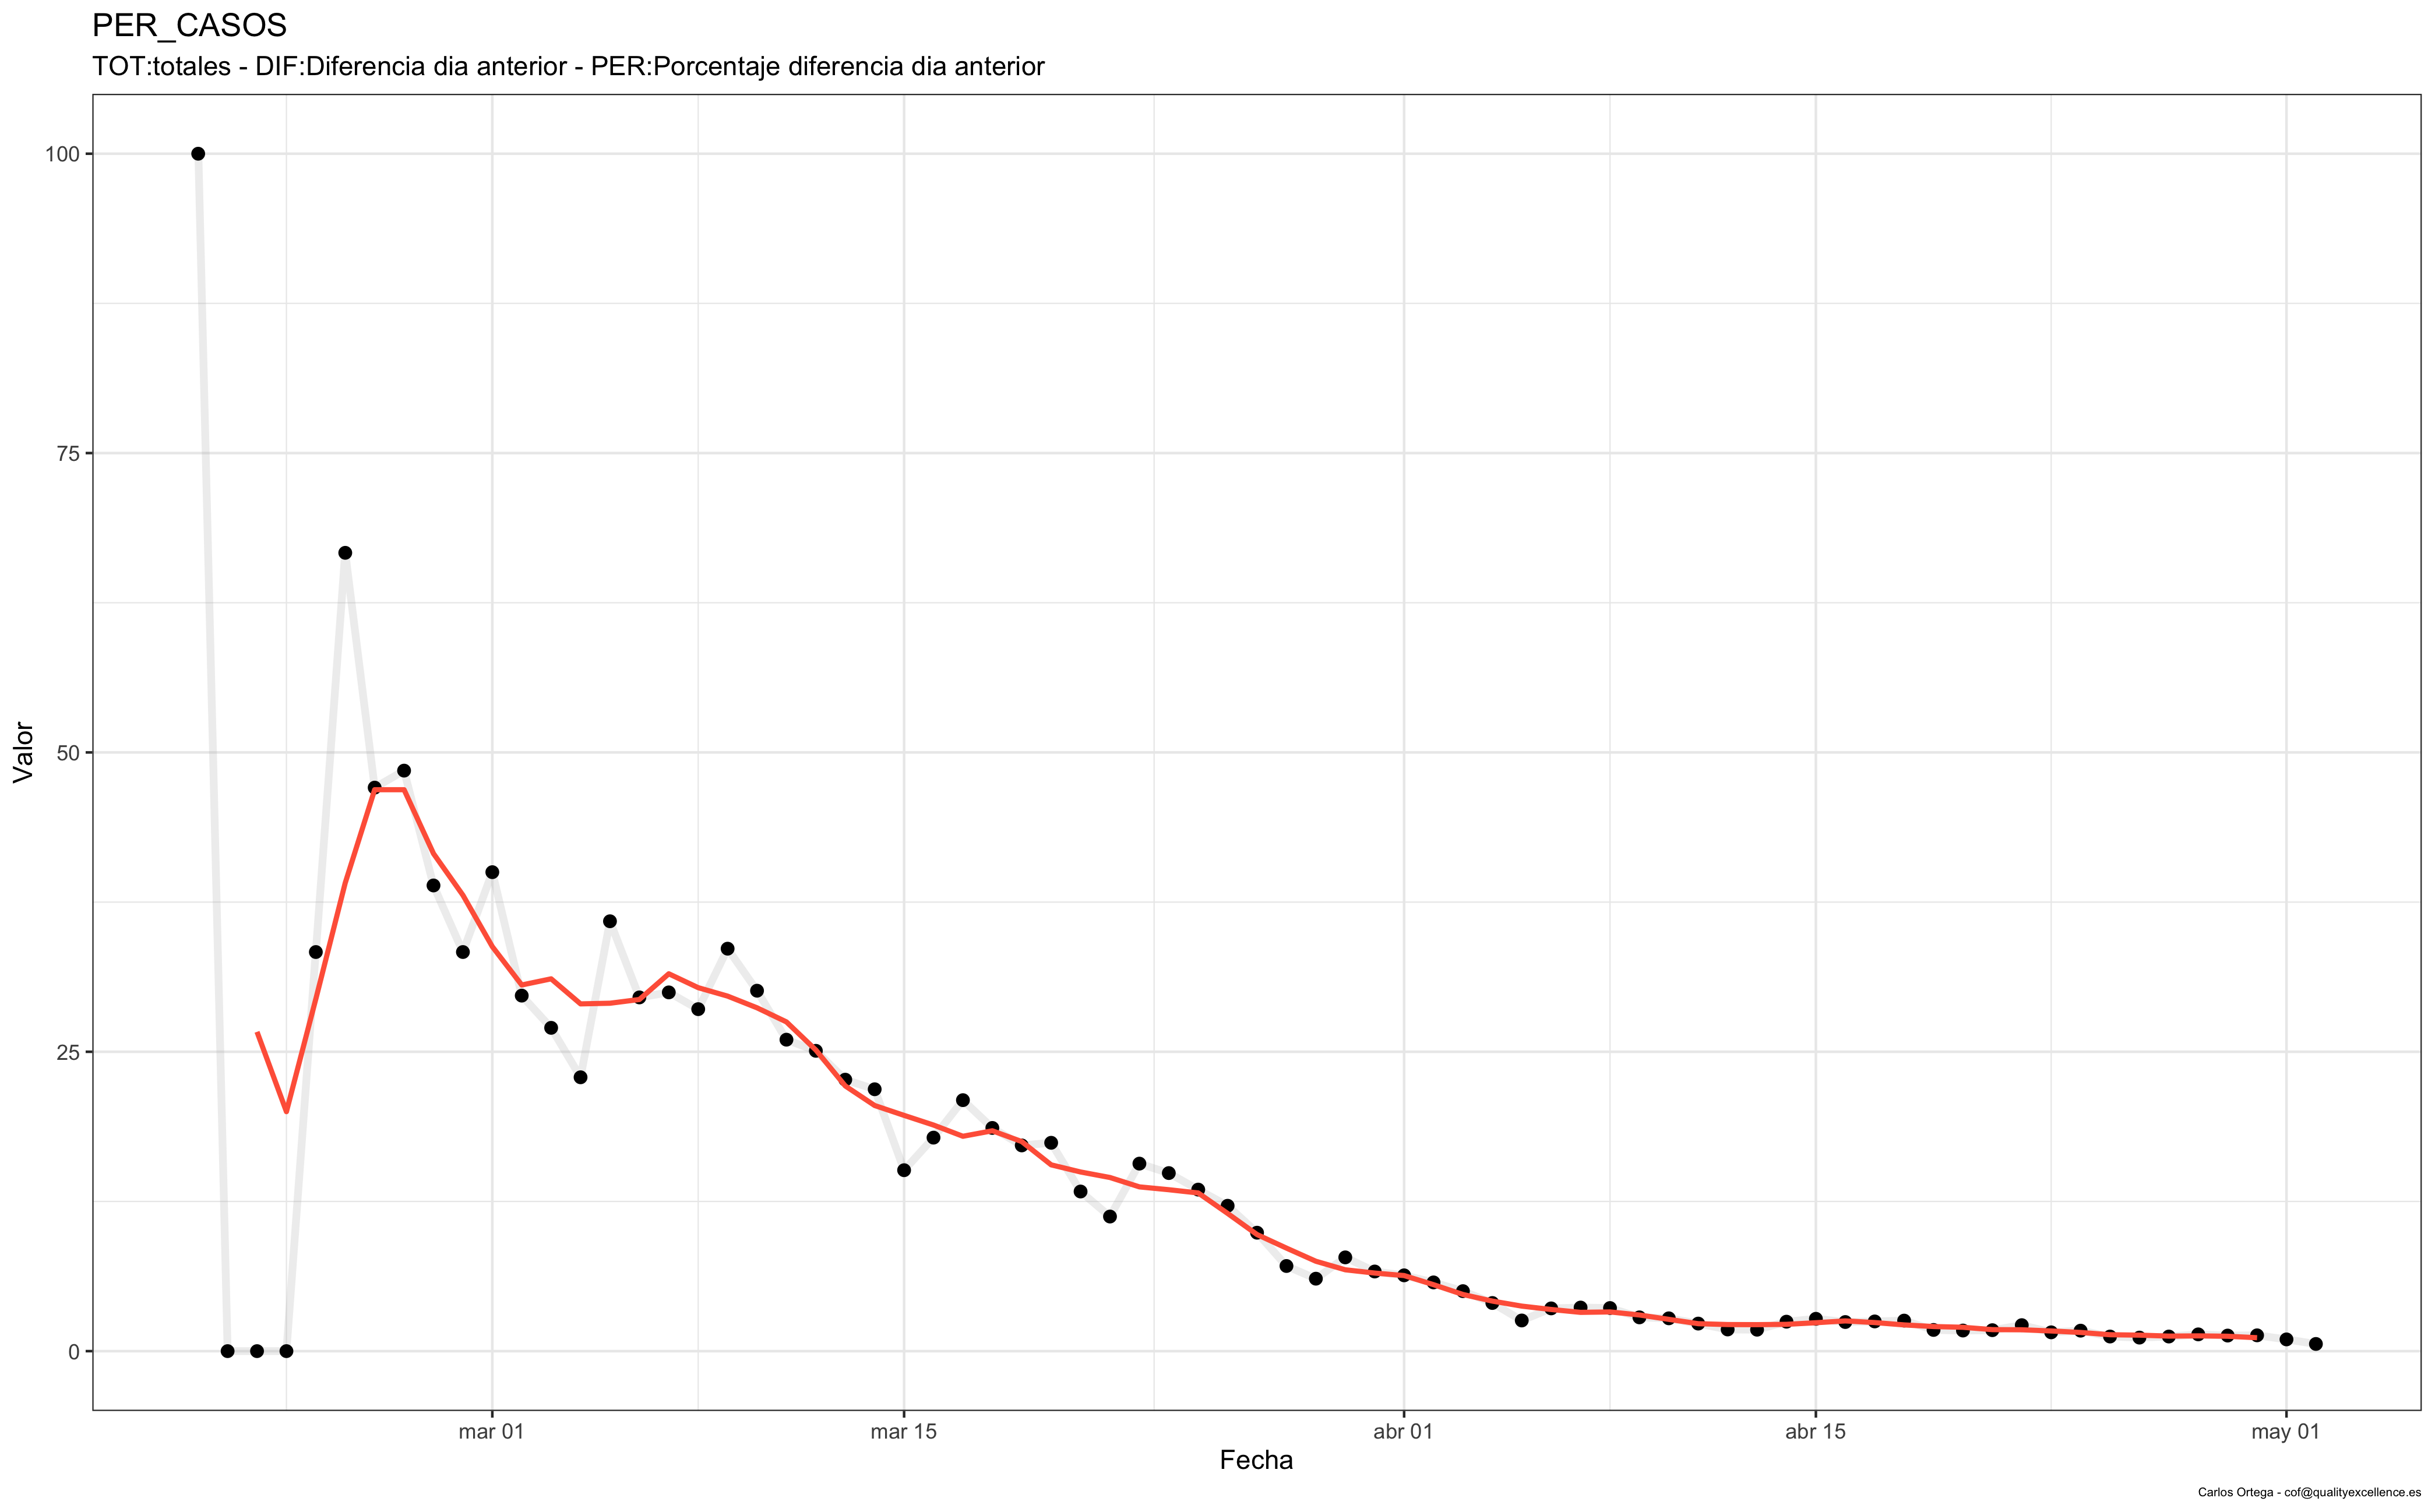 PER_CASOS
TOT:totales - DIF:Diferencia dia anterior - PER:Porcentaje diferencia dia anterior
100
75
50
25
0
Valor
mar 01
mar 15
abr 01
abr 15
may 01
Fecha
Carlos Ortega - cof@qualityexcellence.es